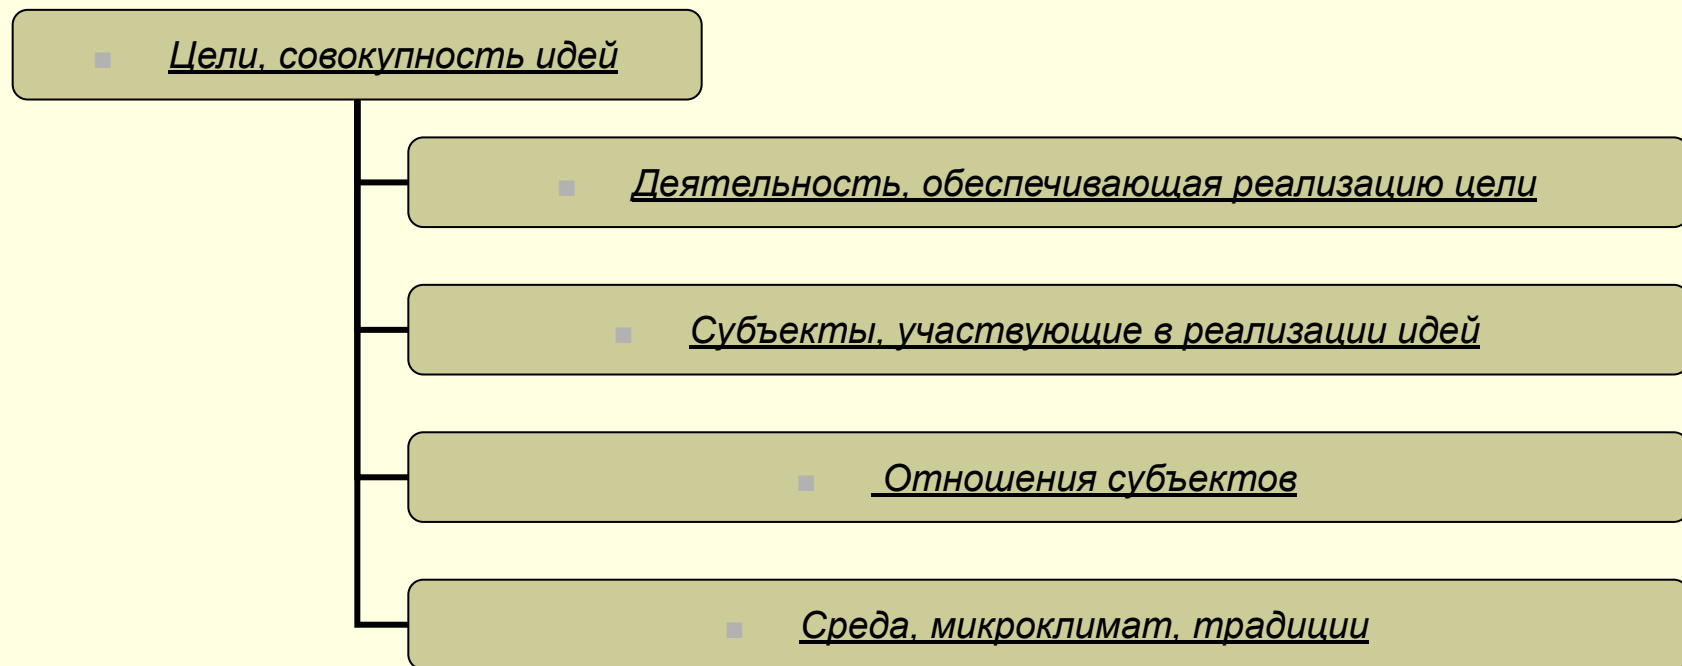 Цели, совокупность идей
Деятельность, обеспечивающая реализацию цели
Субъекты, участвующие в реализации идей
Отношения субъектов
Среда, микроклимат, традиции